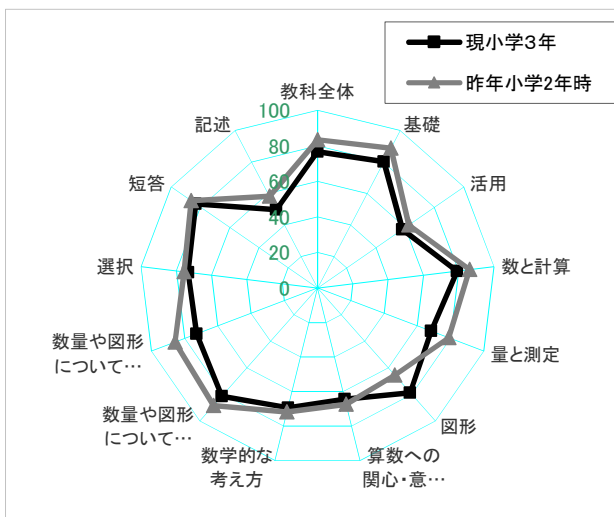 現小学３年
昨年小学2年時
教科全体
基礎
活用
数と計算
量と測定
図形
算数への
関心・意…
数学的な
考え方
数量や図形
について…
数量や図形
について…
選択
短答
記述
100
80
60
40
20
0